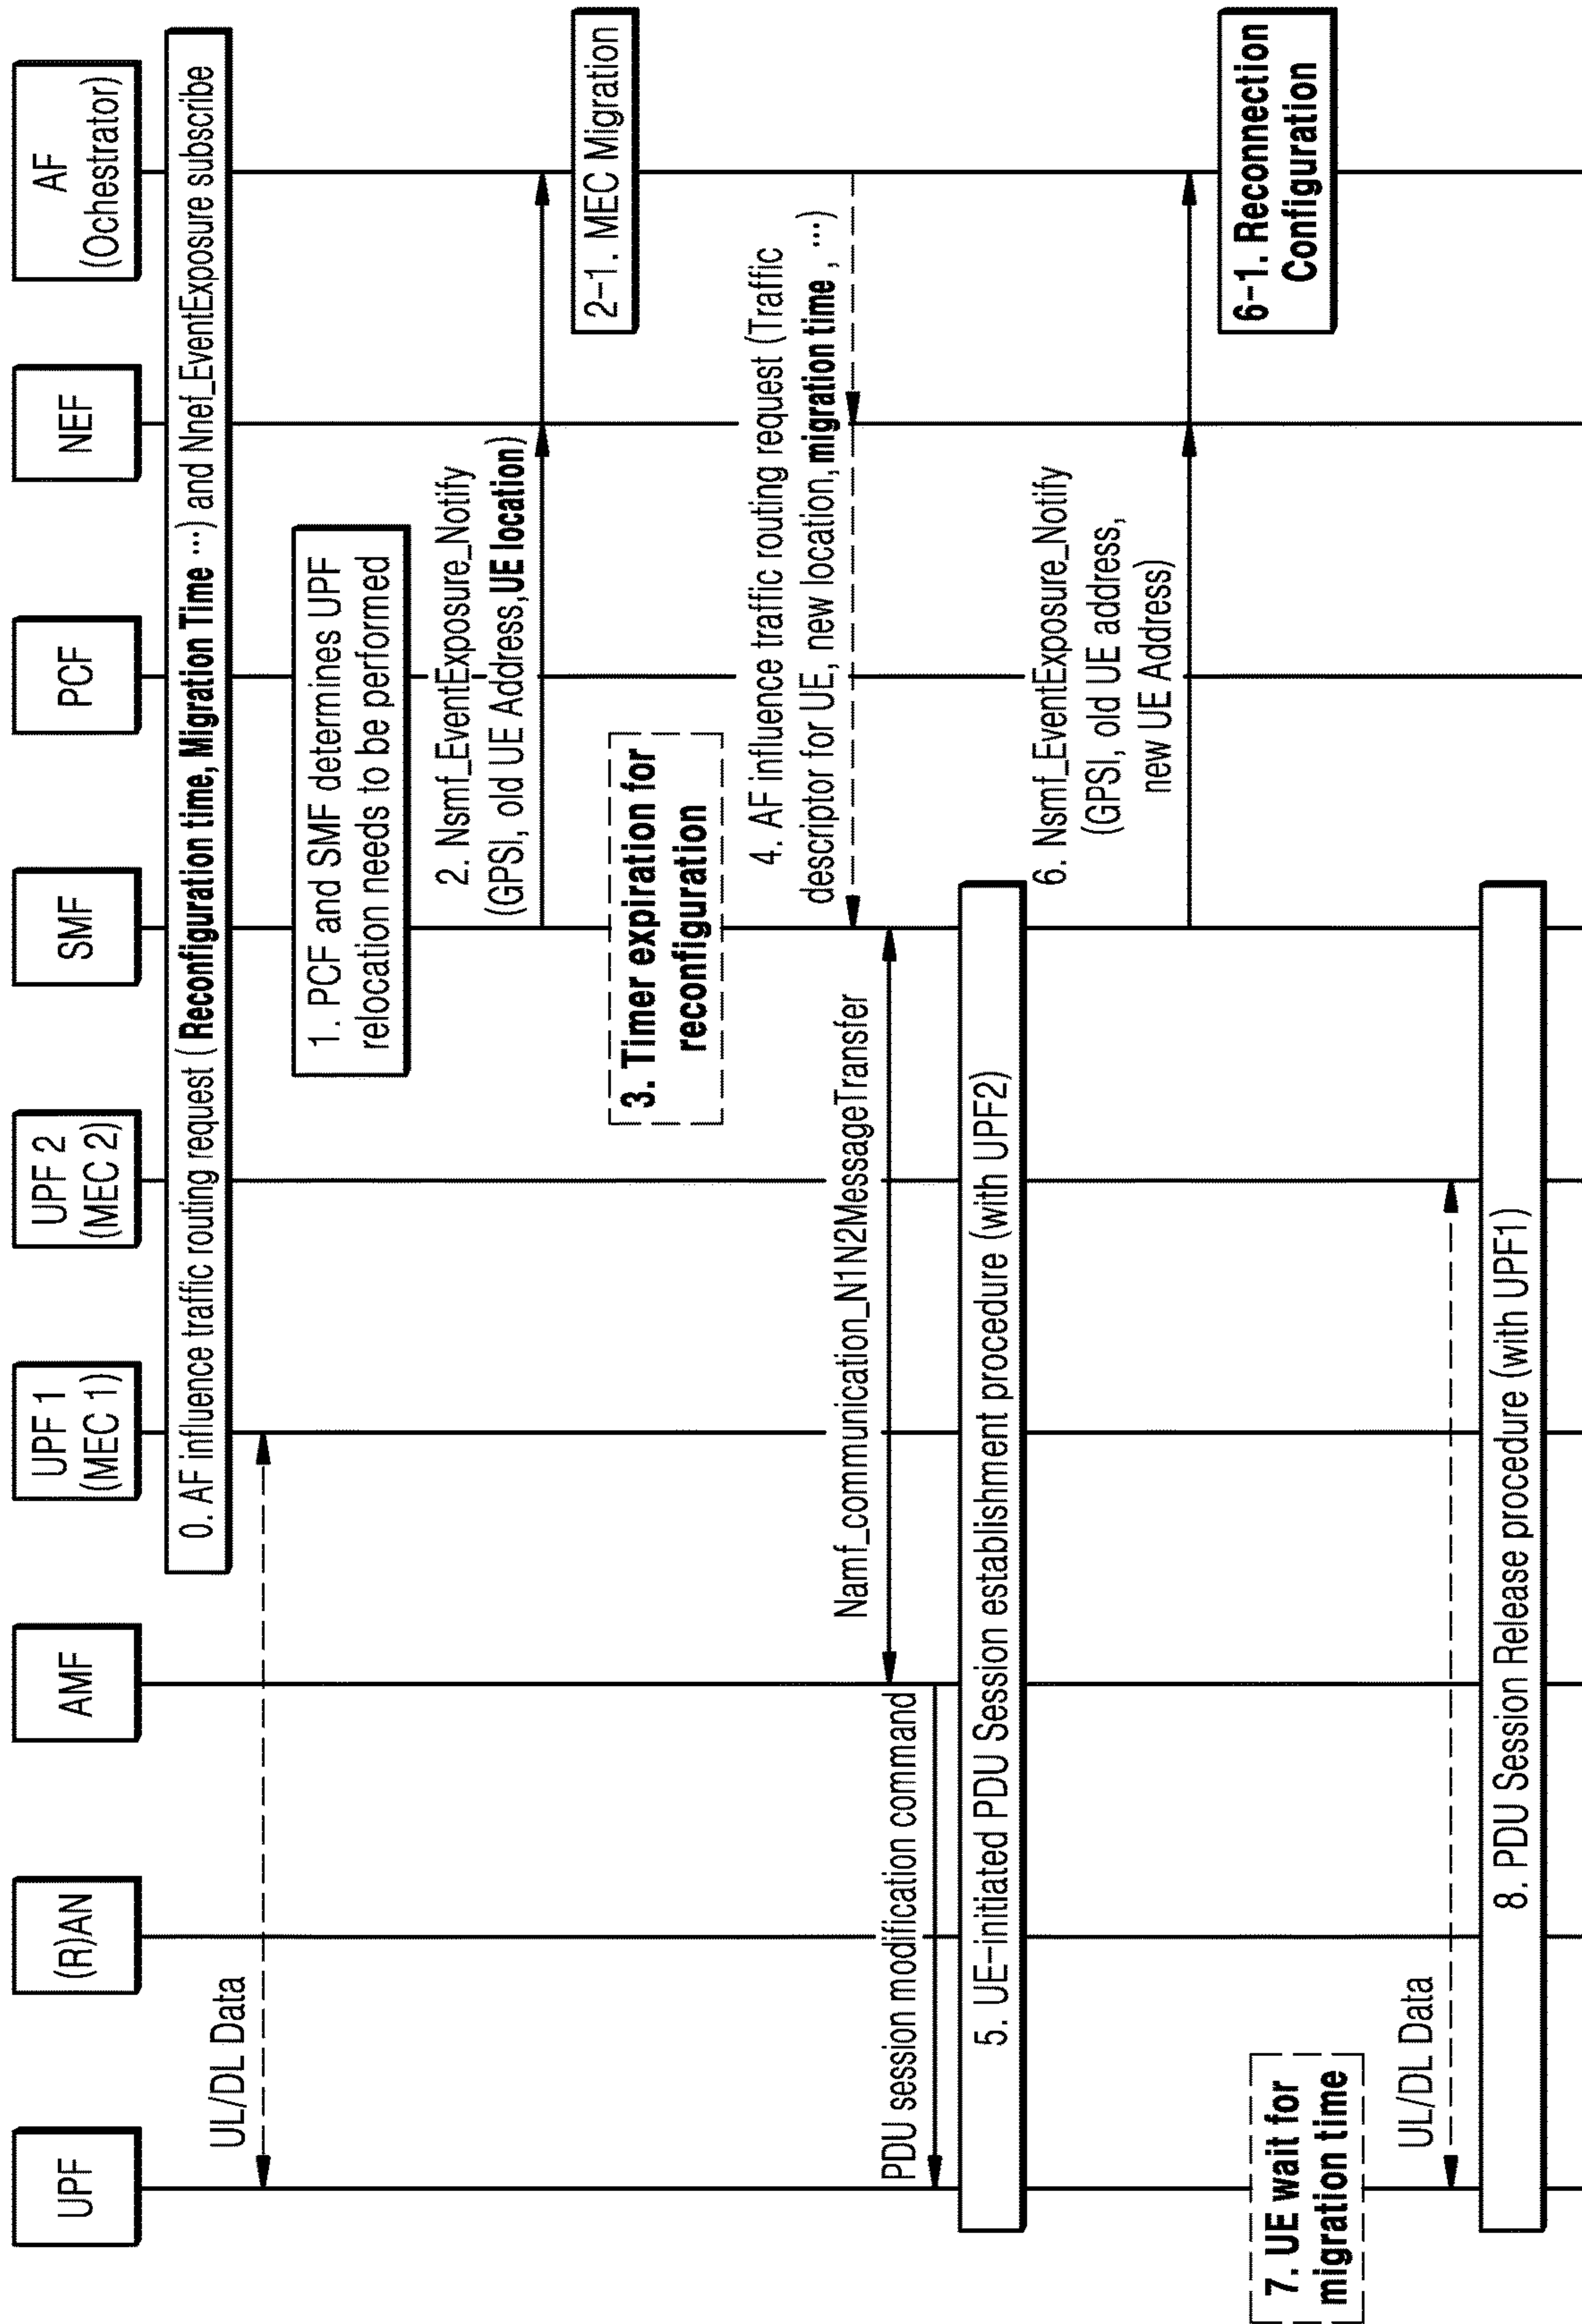 UPF
(R)AN
AMF
UPF 1
(MEC 1)
UPF 2
(MEC 2)
SMF
PCF
NEF
AF
(Ochestrator)
0. AF influence traffic routing request ( Reconfiguration time, Migration Time ⋯) and Nnef_EventExposure subscribe
UL/DL Data
1. PCF and SMF determines UPF
relocation needs to be performed
2. Nsmf_EventExposure_Notify
(GPSI, old UE Address,UE location)
2-1. MEC Migration
3. Timer expiration for
reconfiguration
4. AF influence traffic routing request (Traffic
descriptor for UE, new location, migration time , ⋯)
Namf_communication_N1N2MessageTransfer
PDU session modification command
5. UE-initiated PDU Session establishment procedure (with UPF2)
6. Nsmf_EventExposure_Notify
(GPSI, old UE address,
new UE Address)
6-1. Reconnection
Configuration
7. UE wait for
migration time
UL/DL Data
8. PDU Session Release procedure (with UPF1)